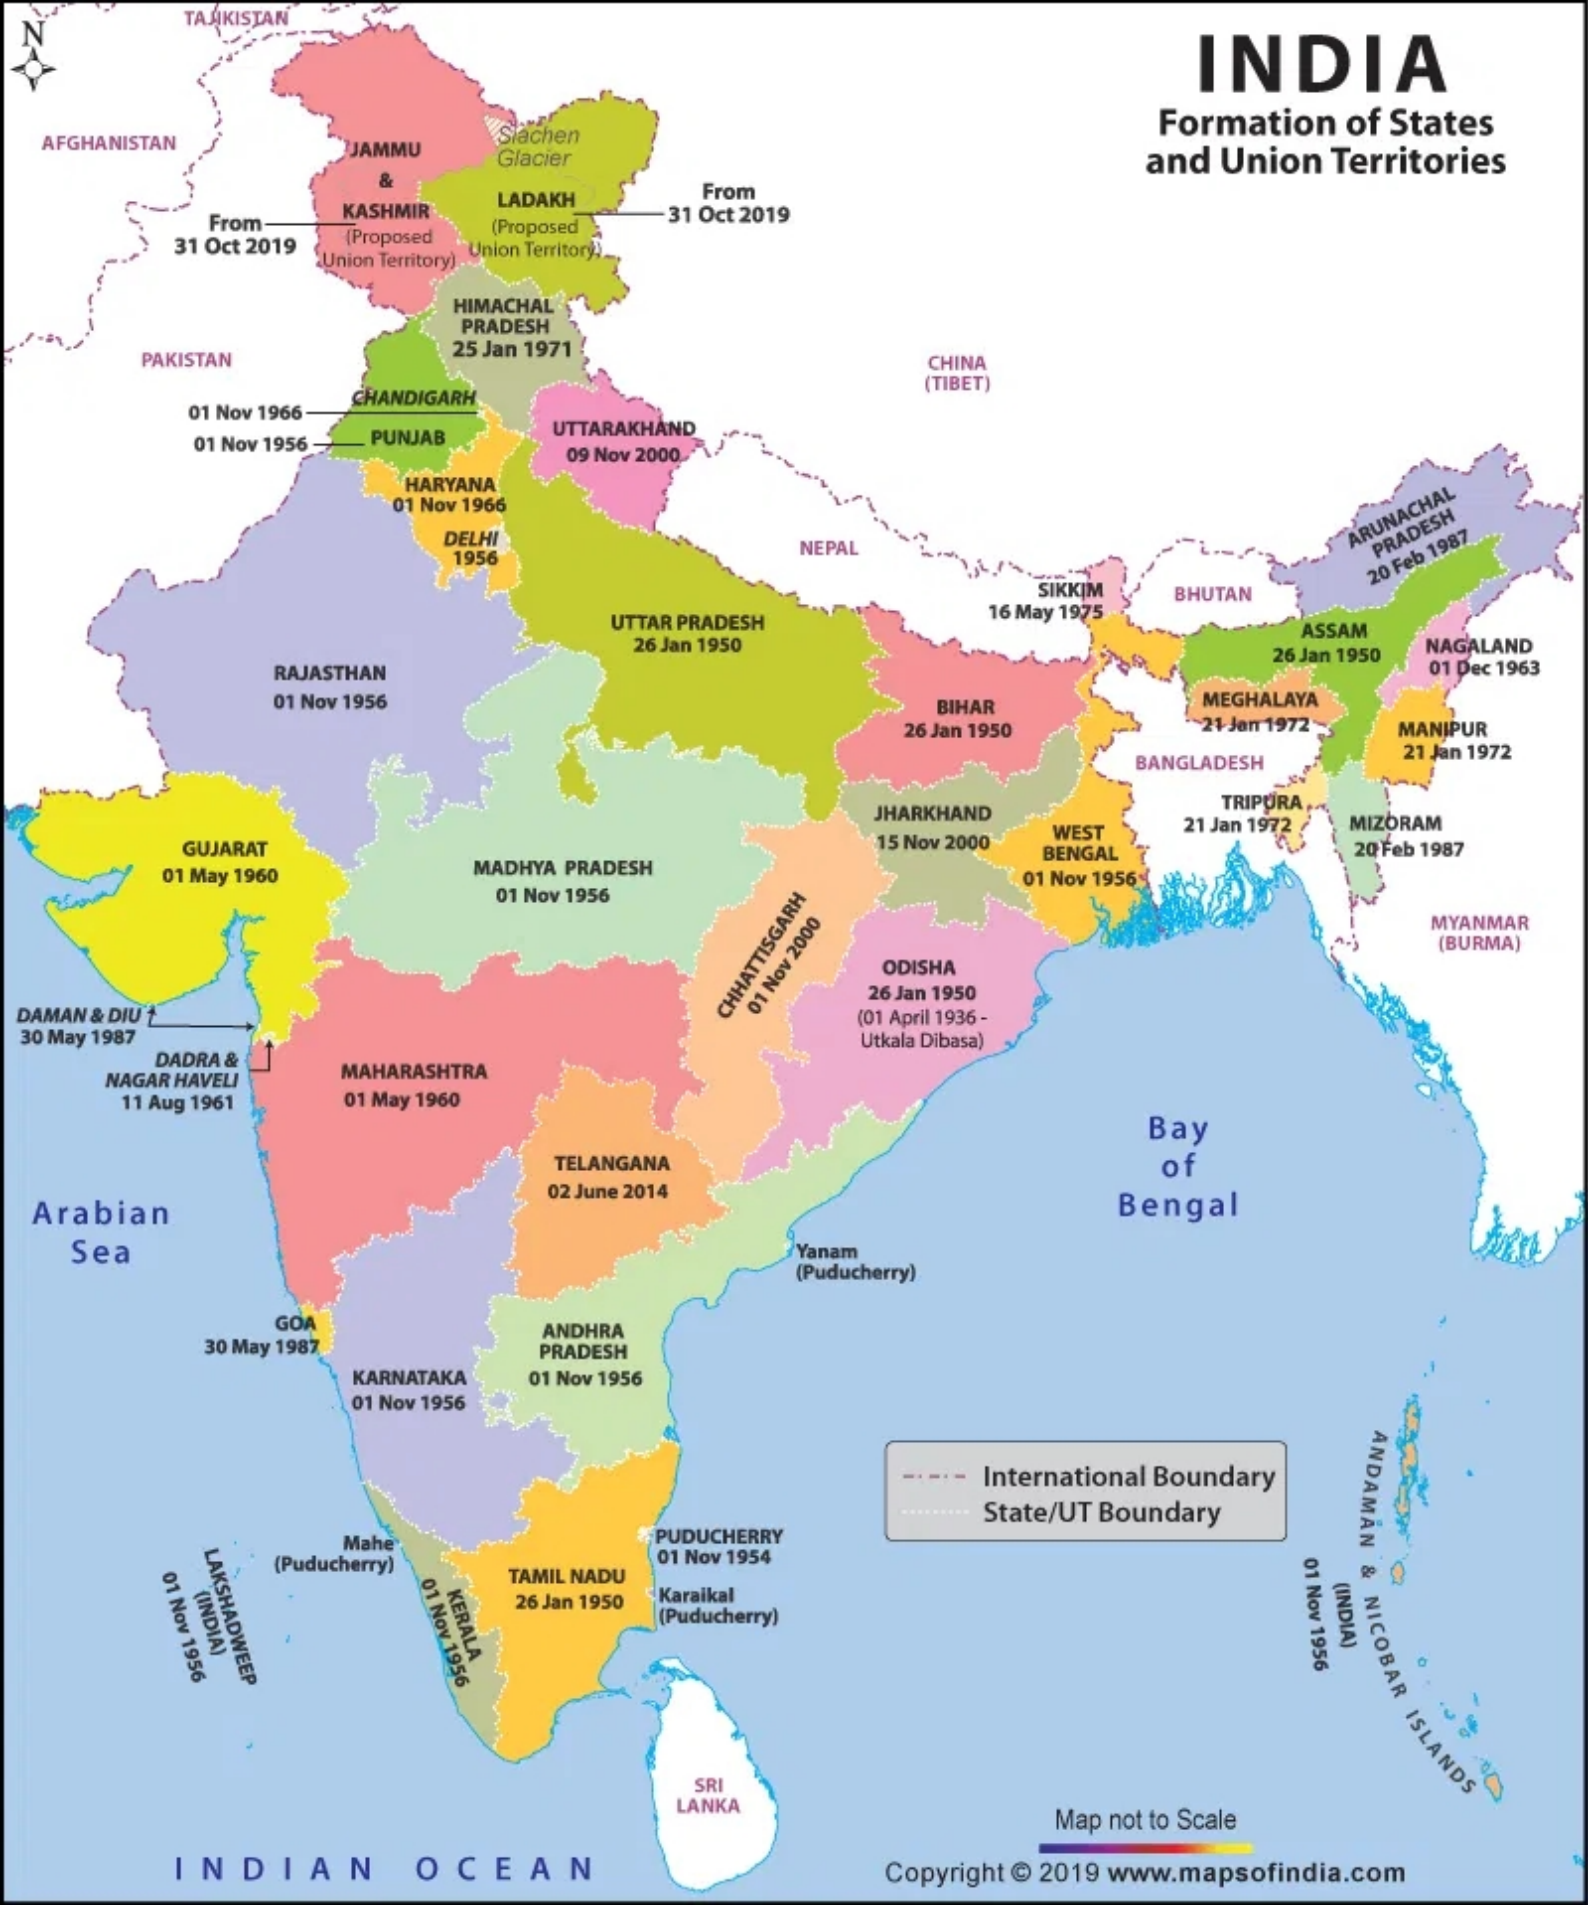 N
INDIA
Formation of States
and Union Territories
TAJIKISTAN
AFGHANISTAN
Siachen
Glacier
JAMMU
&
KASHMIR
(Proposed
Union Territory)
From
31 Oct 2019
LADAKH
(Proposed
Union Territory)
From
31 Oct 2019
HIMACHAL
PRADESH
25 Jan 1971
PAKISTAN
CHINA
(TIBET)
CHANDIGARH
01 Nov 1966
PUNJAB
01 Nov 1956
UTTARAKHAND
09 Nov 2000
HARYANA
01 Nov 1966
DELHI
1956
NEPAL
ARUNACHAL
PRADESH
20 Feb 1987
SIKKIM
16 May 1975
BHUTAN
UTTAR PRADESH
26 Jan 1950
ASSAM
26 Jan 1950
NAGALAND
01 Dec 1963
RAJASTHAN
01 Nov 1956
BIHAR
26 Jan 1950
MEGHALAYA
21 Jan 1972
MANIPUR
21 Jan 1972
BANGLADESH
TRIPURA
21 Jan 1972
MIZORAM
20 Feb 1987
JHARKHAND
15 Nov 2000
WEST
BENGAL
01 Nov 1956
GUJARAT
01 May 1960
MADHYA PRADESH
01 Nov 1956
CHHATTISGARH
01 Nov 2000
MYANMAR
(BURMA)
ODISHA
26 Jan 1950
(01 April 1936 -
Utkala Dibasa)
DAMAN & DIU
30 May 1987
DADRA &
NAGAR HAVELI
11 Aug 1961
MAHARASHTRA
01 May 1960
TELANGANA
02 June 2014
Bay
of
Bengal
Arabian
Sea
Yanam
(Puducherry)
GOA
30 May 1987
ANDHRA
PRADESH
01 Nov 1956
KARNATAKA
01 Nov 1956
International Boundary
State/UT Boundary
Mahe
(Puducherry)
PUDUCHERRY
01 Nov 1954
Karaikal
(Puducherry)
TAMIL NADU
26 Jan 1950
KERALA
01 Nov 1956
LAKSHADWEEP
(INDIA)
01 Nov 1956
ANDAMAN & NICOBAR ISLANDS
(INDIA)
01 Nov 1956
SRI
LANKA
INDIAN OCEAN
Map not to Scale
Copyright © 2019 www.mapsofindia.com